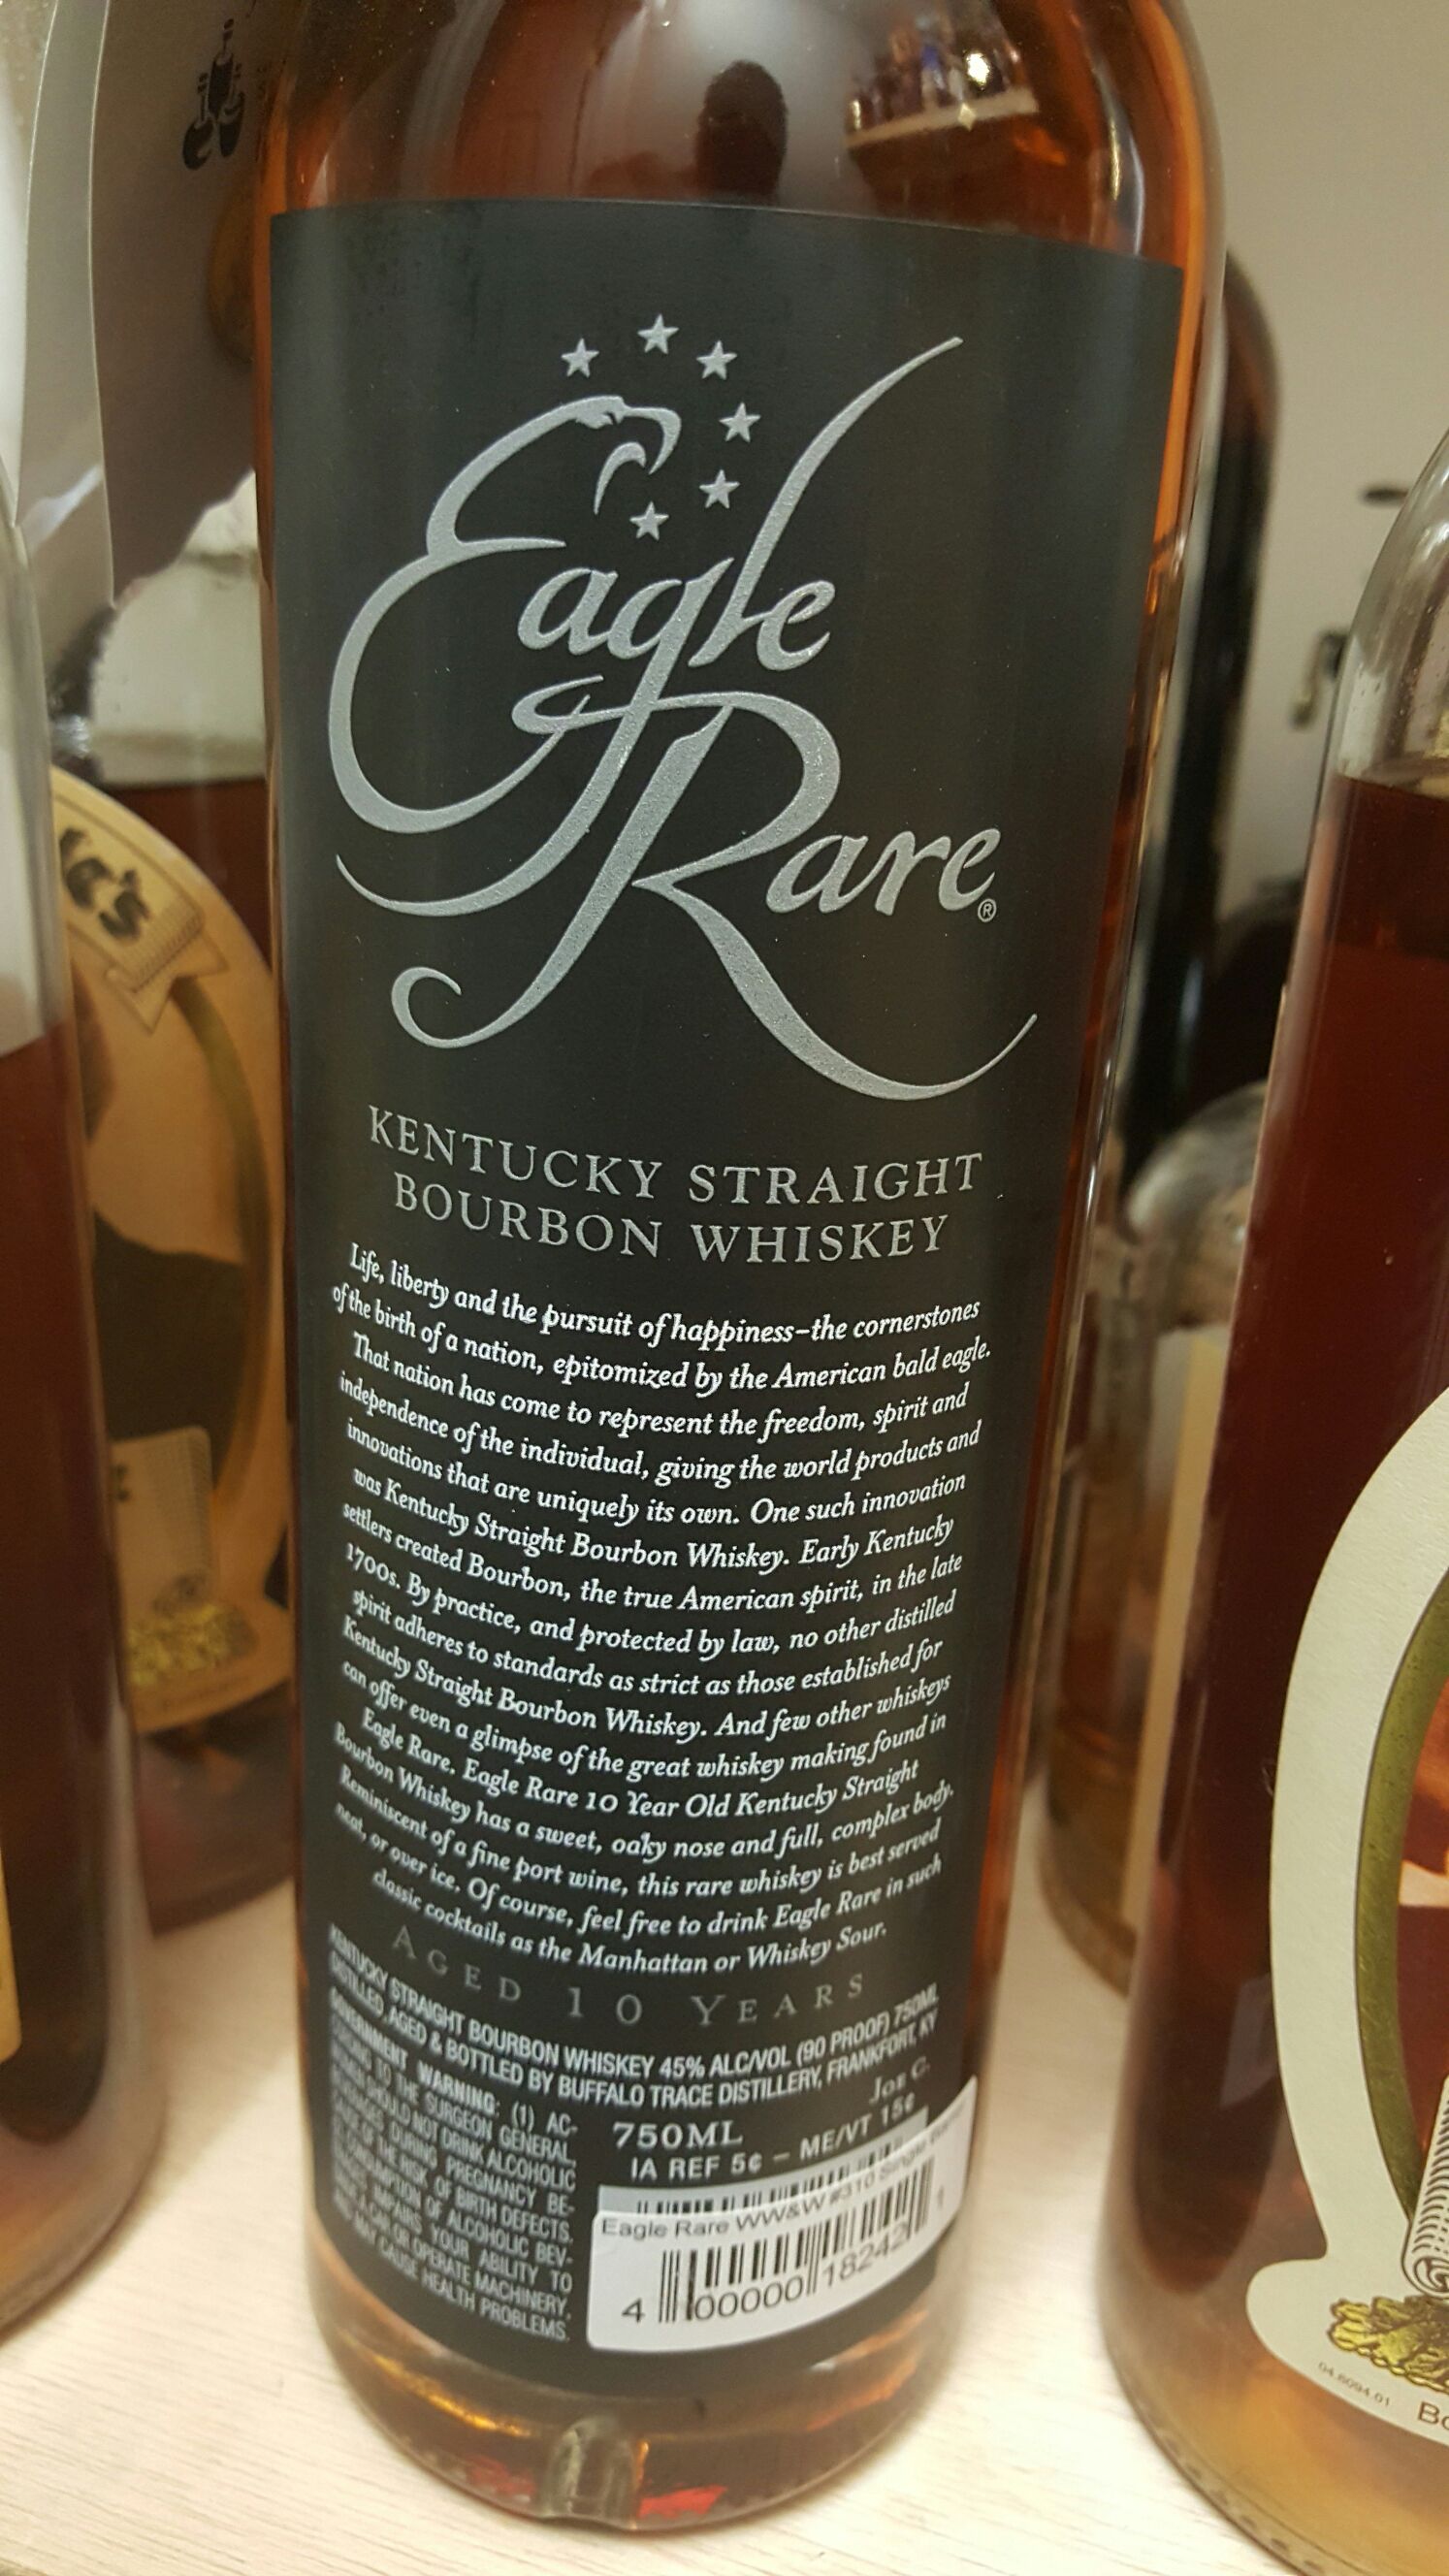 Eagle
Rare®
KENTUCKY STRAIGHT
BOURBON WHISKEY
Life, liberty and the pursuit of happiness-the cornerstones
of the birth of a nation, epitomized by the American bald eagle.
That nation has come to represent the freedom, spirit and
independence of the individual, giving the world products and
innovations that are uniquely its own. One such innovation
was Kentucky Straight Bourbon Whiskey. Early Kentucky
settlers created Bourbon, the true American spirit, in the late
1700s. By practice, and protected by law, no other distilled
spirit adheres to standards as strict as those established for
Kentucky Straight Bourbon Whiskey. And few other whiskeys
can offer even a glimpse of the great whiskey making found in
Eagle Rare. Eagle Rare 10 Year Old Kentucky Straight
Bourbon Whiskey has a sweet, oaky nose and full, complex body.
Reminiscent of a fine port wine, this rare whiskey is best served
neat, or over ice. Of course, feel free to drink Eagle Rare in such
classic cocktails as the Manhattan or Whiskey Sour.
AGED 10 YEARS
KENTUCKY STRAIGHT BOURBON WHISKEY 45% ALC/VOL (90 PROOF) 750ML
DISTILLED, AGED & BOTTLED BY BUFFALO TRACE DISTILLERY, FRANKFORT, KY
GOVERNMENT WARNING: (1) AC-
TO THE SURGEON GENERAL,
SHOULD NOT DRINK ALCOHOLIC
DURING PREGNANCY BE-
OF THE RISK OF BIRTH DEFECTS.
CONSUMPTION OF ALCOHOLIC BEV-
IMPAIRS YOUR ABILITY TO
A CAR OR OPERATE MACHINERY,
MAY CAUSE HEALTH PROBLEMS.
JOE G.
750ML
IA REF 5¢ - ME/VT 15¢
Eagle Rare WW&W #310 Single
4 00000 18242 1
04.8094.01